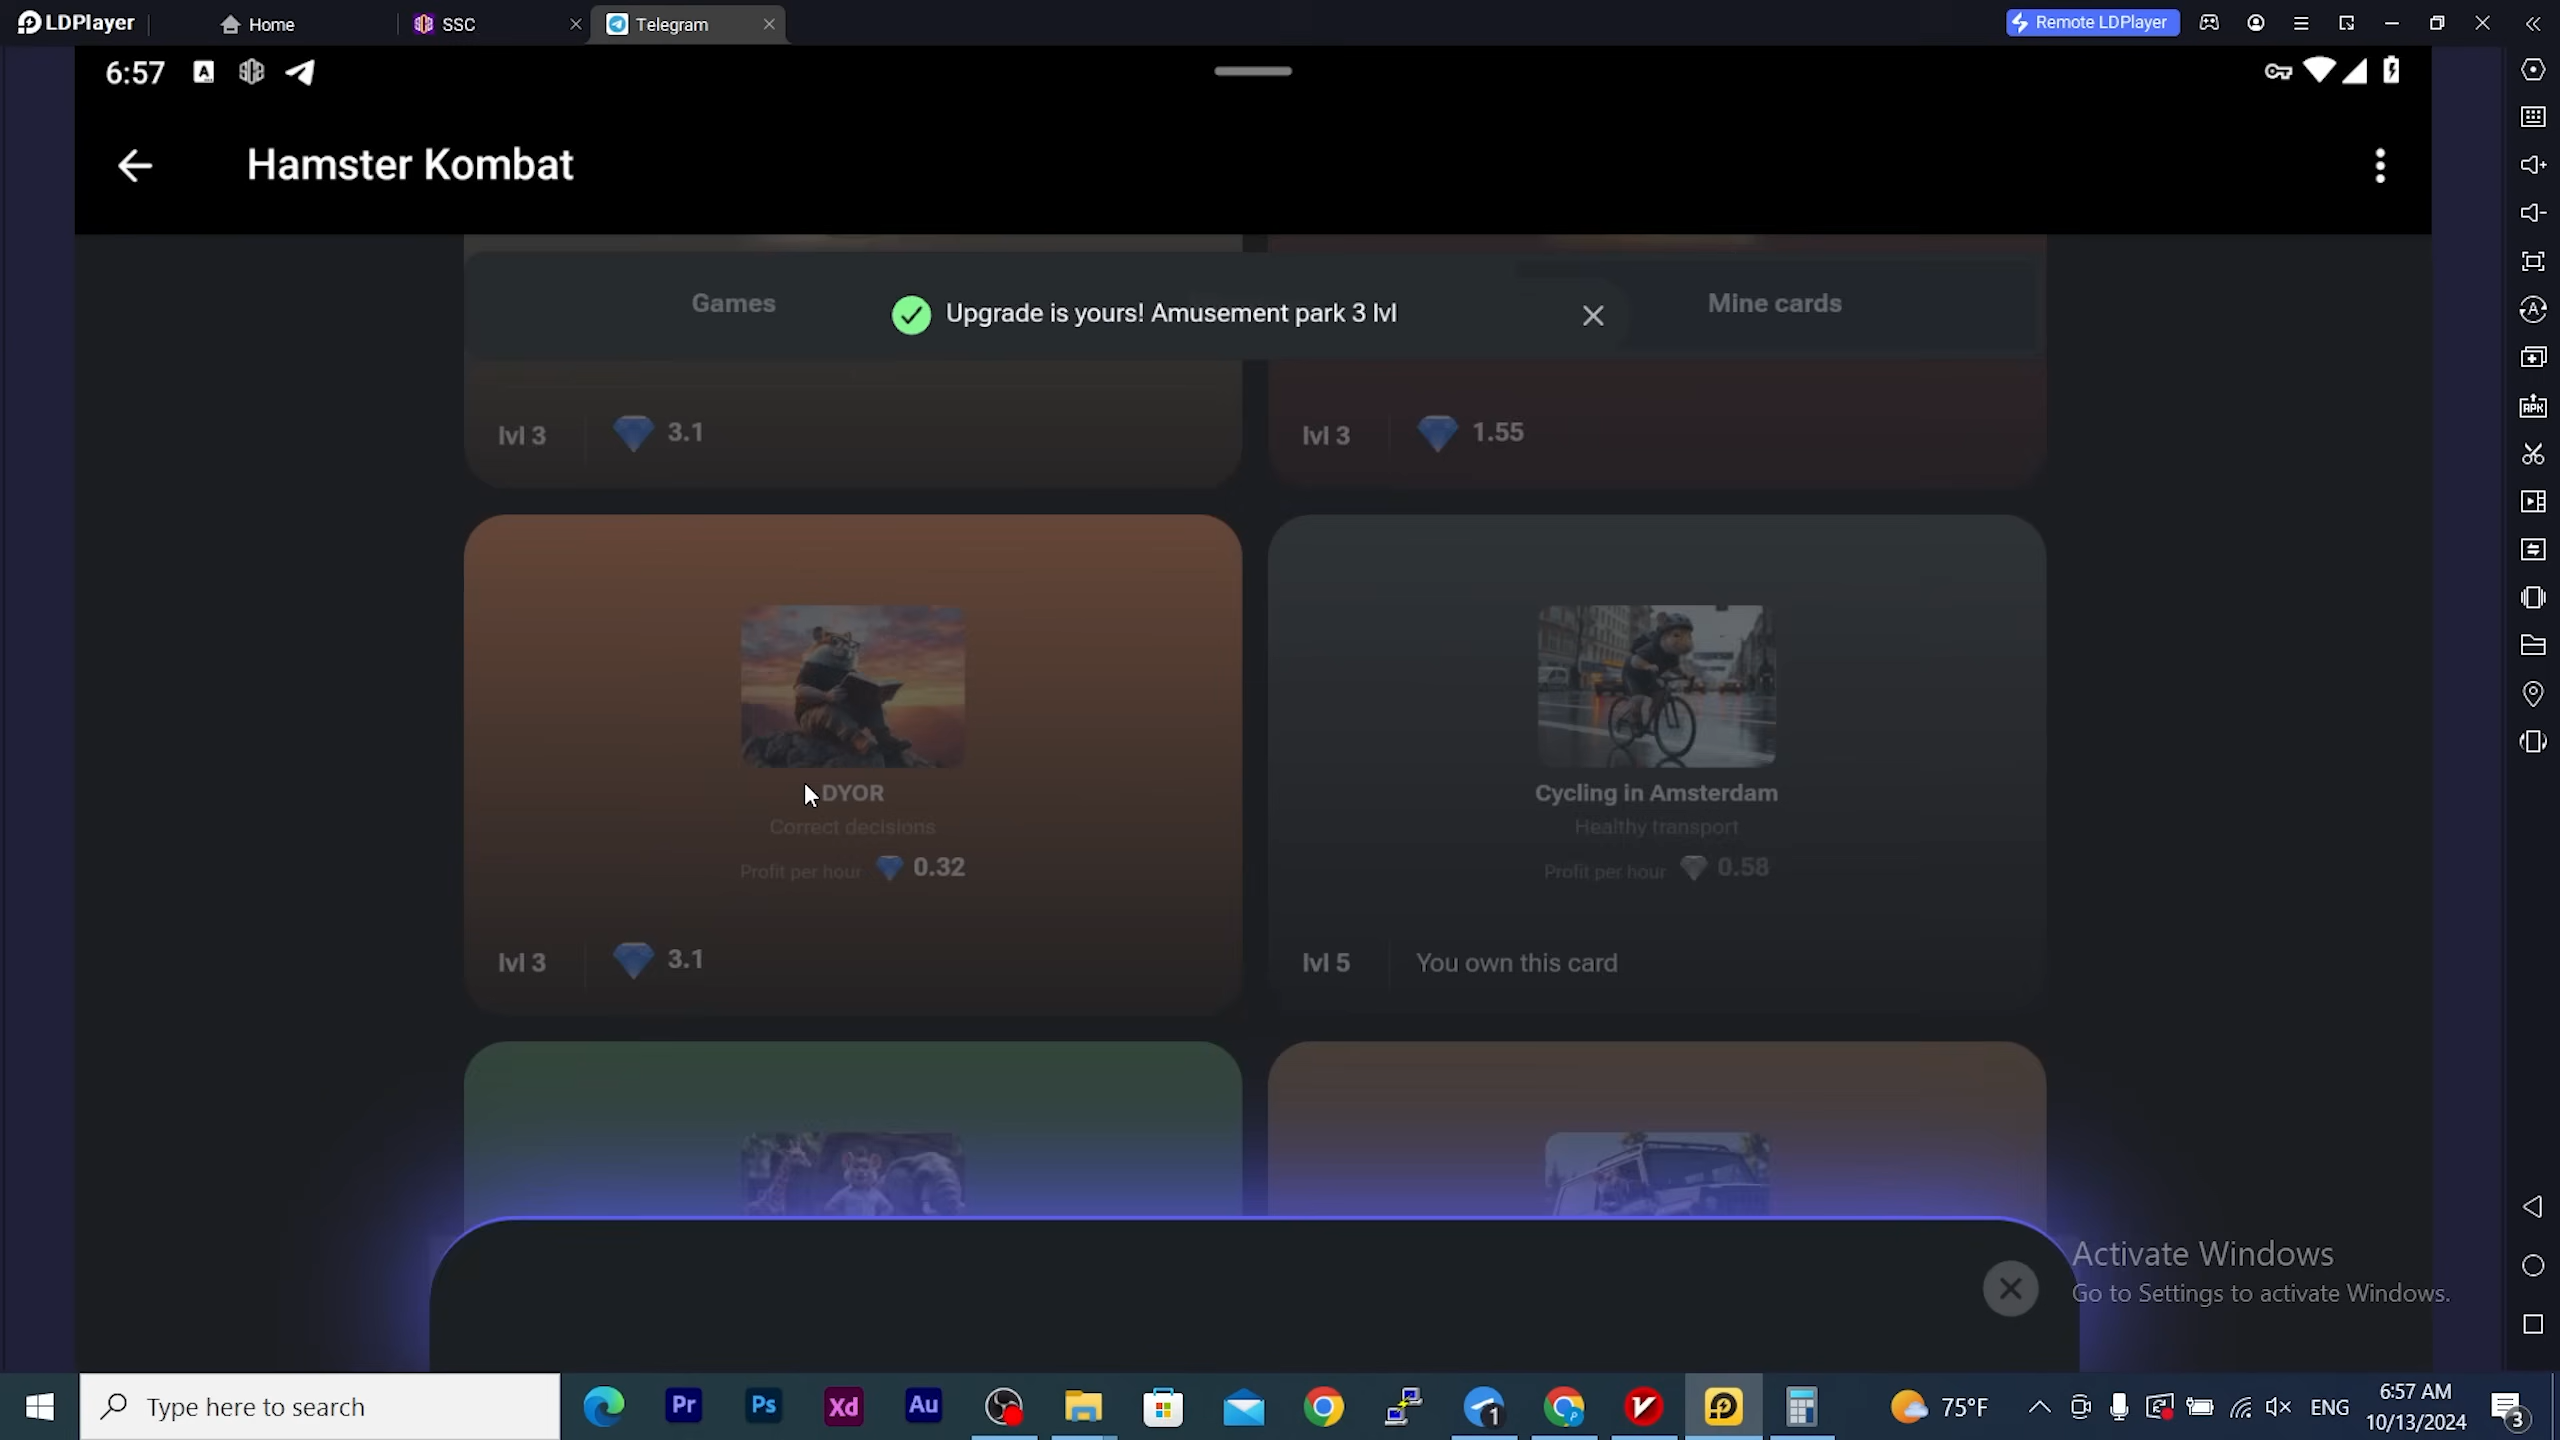 LDPlayer
Home
SSC
Telegram
Remote LDPlayer
6:57
A
Hamster Kombat
Games
Upgrade is yours! Amusement park 3 lvl
Mine cards
lvl 3
3.1
lvl 3
1.55
DYOR
Correct decisions
Profit per hour
0.32
lvl 3
3.1
Cycling in Amsterdam
Healthy transport
Profit per hour
0.58
lvl 5
You own this card
Activate Windows
Go to Settings to activate Windows.
Type here to search
Pr
Ps
Xd
Au
1
75°F
ENG
6:57 AM
10/13/2024
3